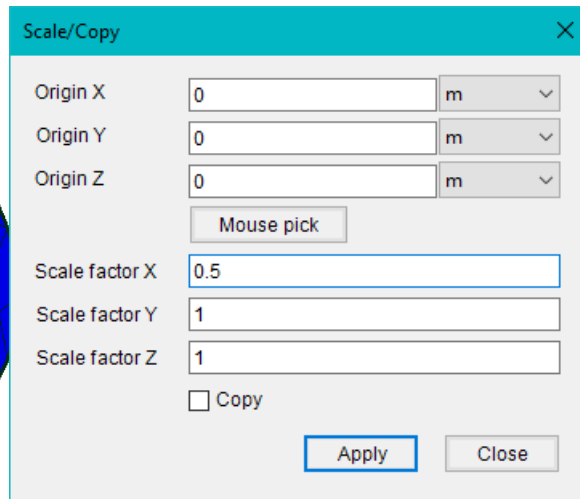 Scale/Copy
Origin X 0 m
Origin Y 0 m
Origin Z 0 m
Mouse pick
Scale factor X 0.5
Scale factor Y 1
Scale factor Z 1
Copy
Apply Close